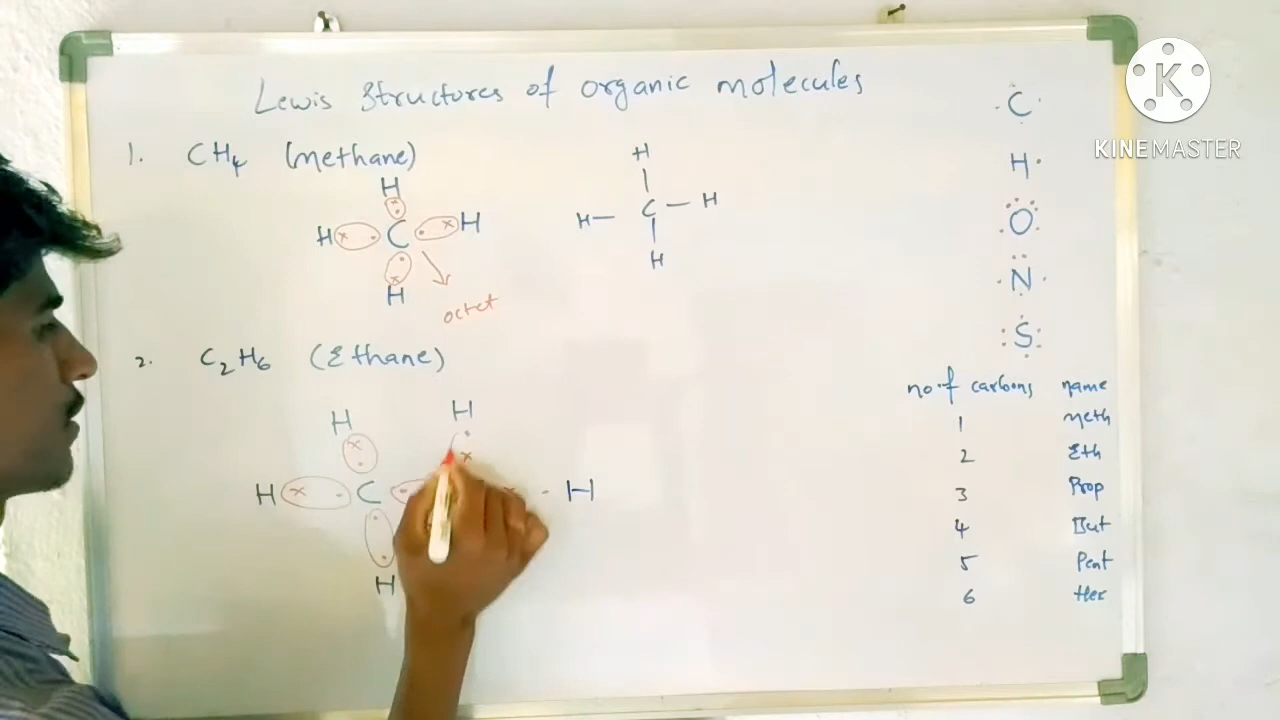 Lewis structures of organic molecules
1. CH4 (methane)
H
H C H
H
octet
H
H — C — H
H
2. C2H6 (Ethane)
H H
H C H
H
C
H
O
N
S
no. of carbons name
1 Meth
2 Eth
3 Prop
4 But
5 Pent
6 Hex
K
KINEMASTER